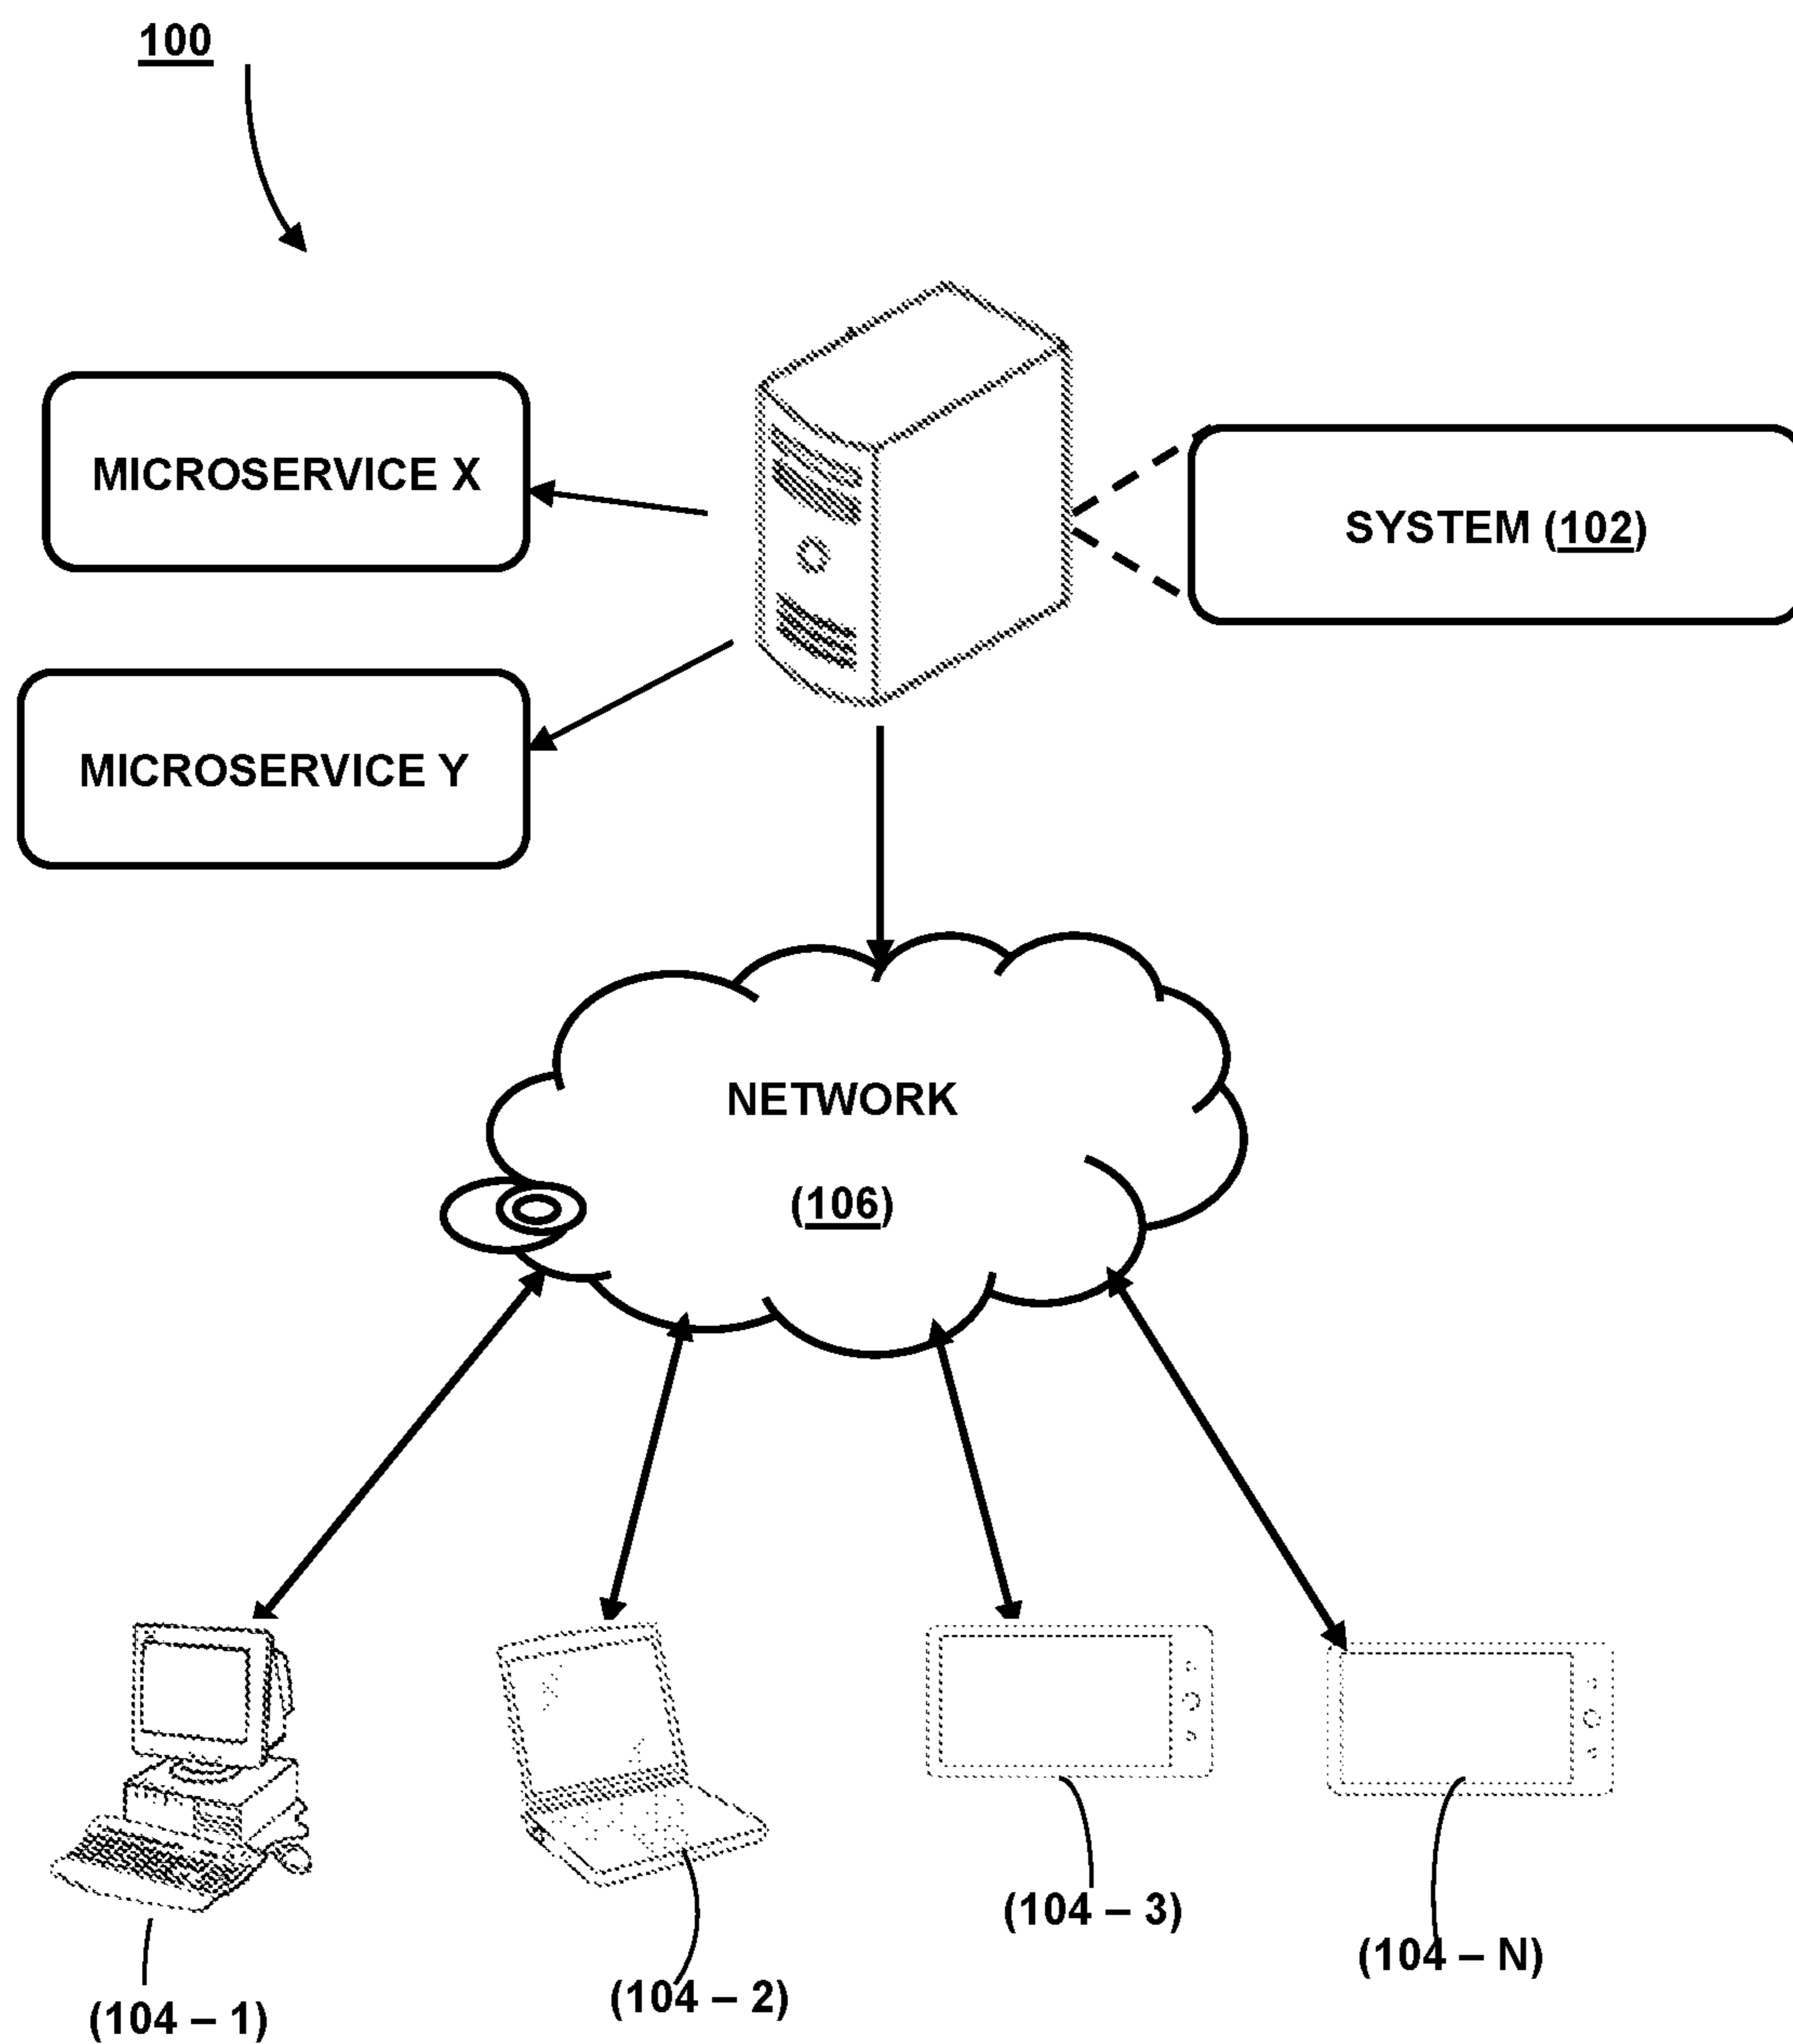 100
MICROSERVICE X
SYSTEM (102)
MICROSERVICE Y
NETWORK
(106)
(104 – 3)
(104 – N)
(104 – 2)
(104 – 1)